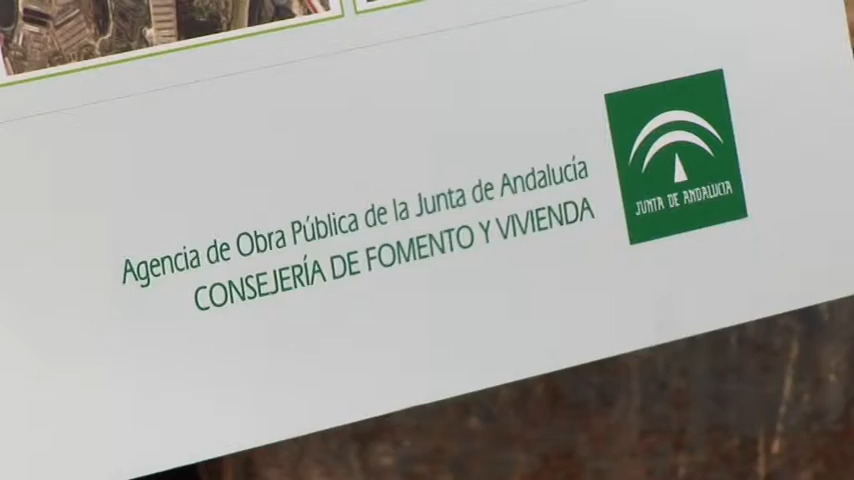 Agencia de Obra Pública de la Junta de Andalucía
CONSEJERÍA DE FOMENTO Y VIVIENDA
JUNTA DE ANDALUCIA